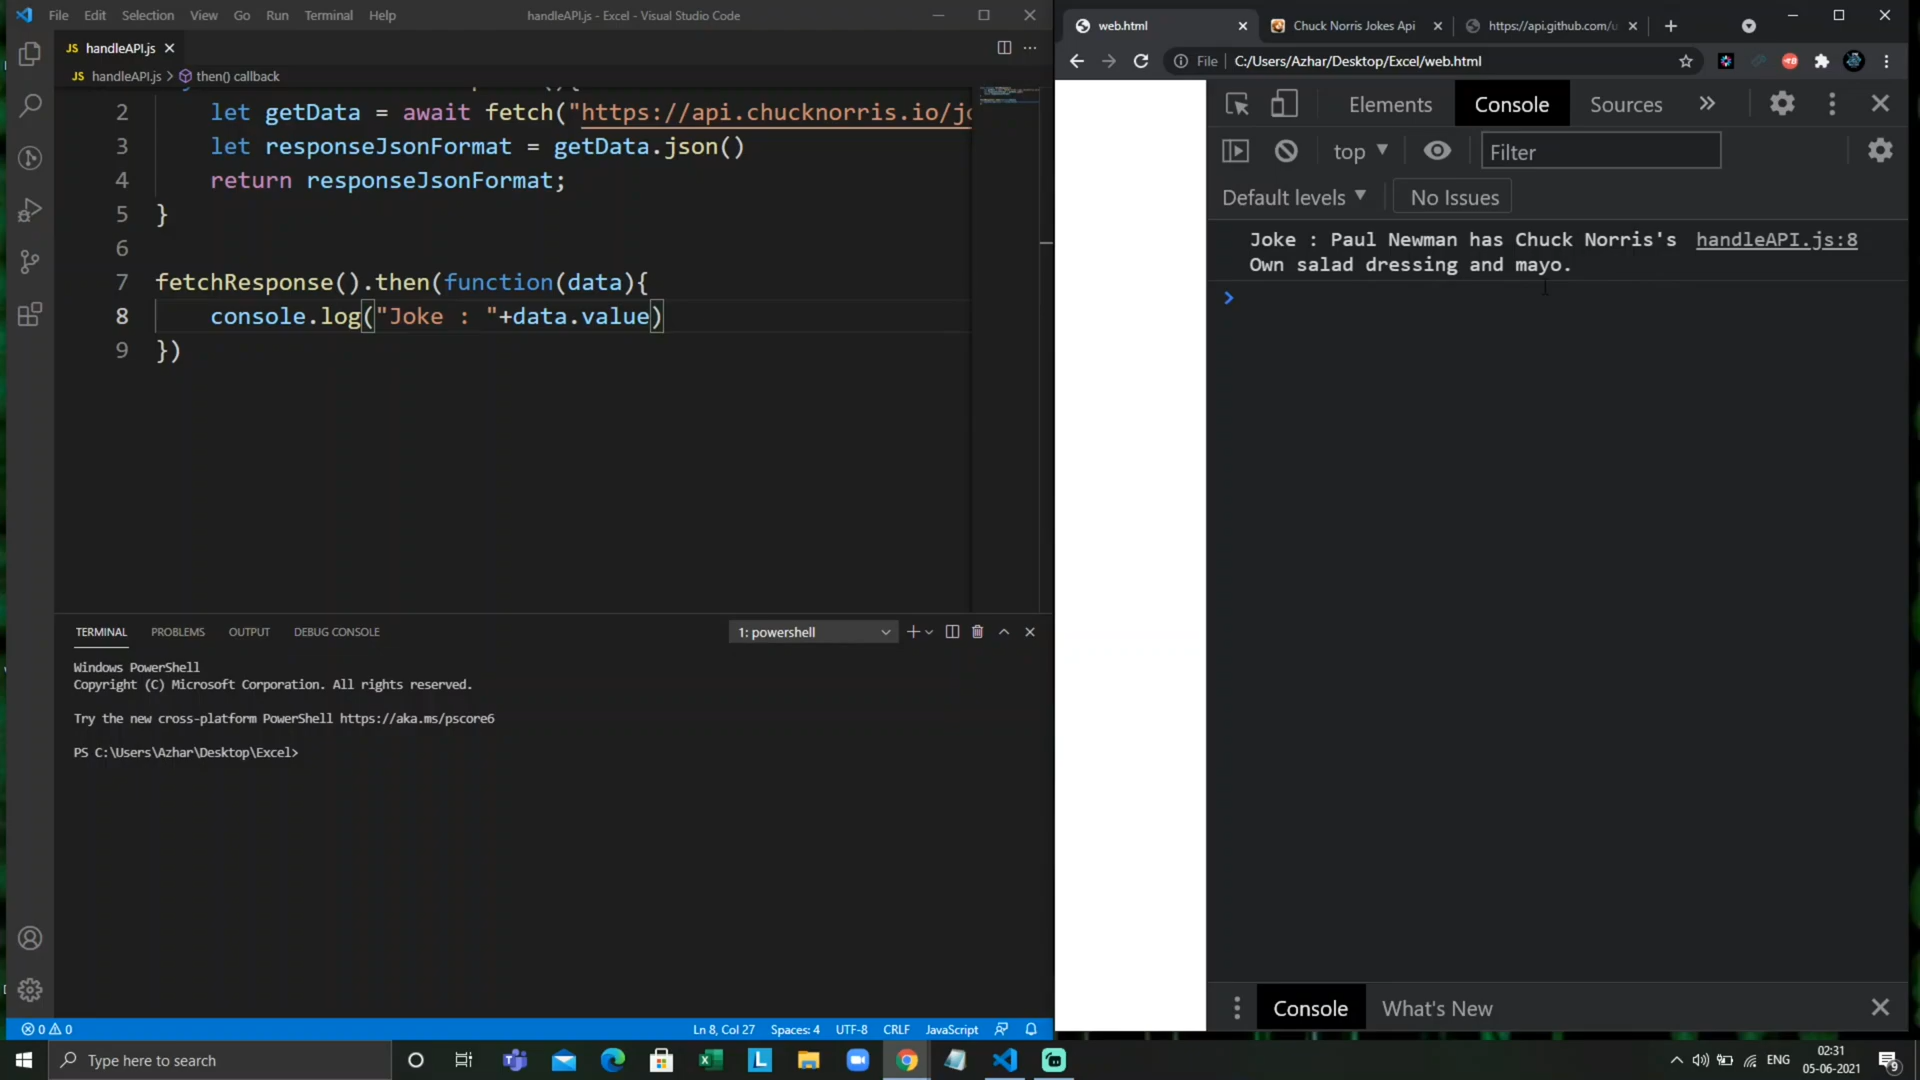 File Edit Selection View Go Run Terminal Help
handleAPI.js - Excel - Visual Studio Code
JS handleAPI.js
JS handleAPI.js > then() callback
2 let getData = await fetch("https://api.chucknorris.io/jo
3 let responseJsonFormat = getData.json()
4 return responseJsonFormat;
5 }
6
7 fetchResponse().then(function(data){
8 console.log("Joke : "+data.value)
9 })
TERMINAL PROBLEMS OUTPUT DEBUG CONSOLE
1: powershell
Windows PowerShell
Copyright (C) Microsoft Corporation. All rights reserved.
Try the new cross-platform PowerShell https://aka.ms/pscore6
PS C:\Users\Azhar\Desktop\Excel>
0 0
Ln 8, Col 27 Spaces: 4 UTF-8 CRLF JavaScript
web.html
Chuck Norris Jokes Api
https://api.github.com/u
File C:/Users/Azhar/Desktop/Excel/web.html
Elements Console Sources
top Filter
Default levels No Issues
Joke : Paul Newman has Chuck Norris's handleAPI.js:8
Own salad dressing and mayo.
Console What's New
Type here to search
ENG
02:31
05-06-2021
9